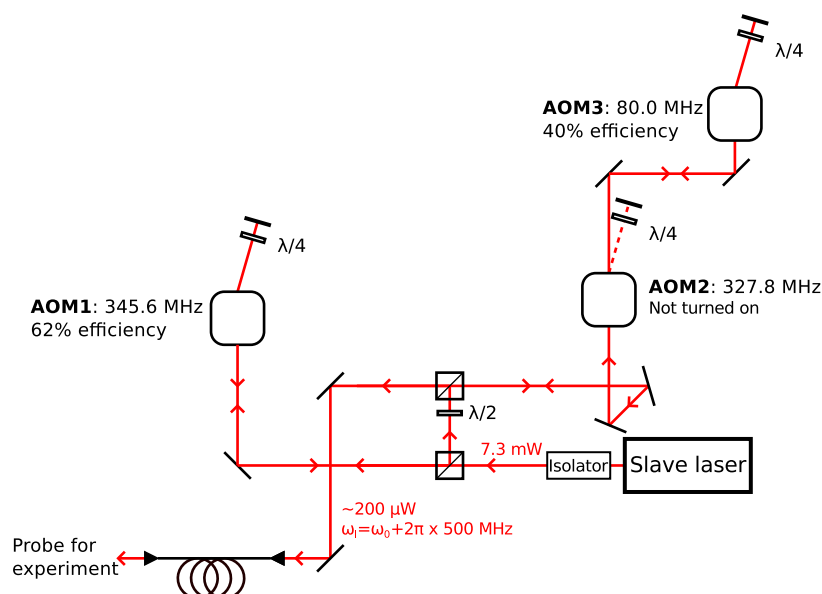 λ/4
AOM3: 80.0 MHz
40% efficiency
λ/4
λ/4
AOM2: 327.8 MHz
Not turned on
AOM1: 345.6 MHz
62% efficiency
λ/2
7.3 mW
Isolator
Slave laser
~200 μW
ωₗ=ω₀+2π x 500 MHz
Probe for
experiment